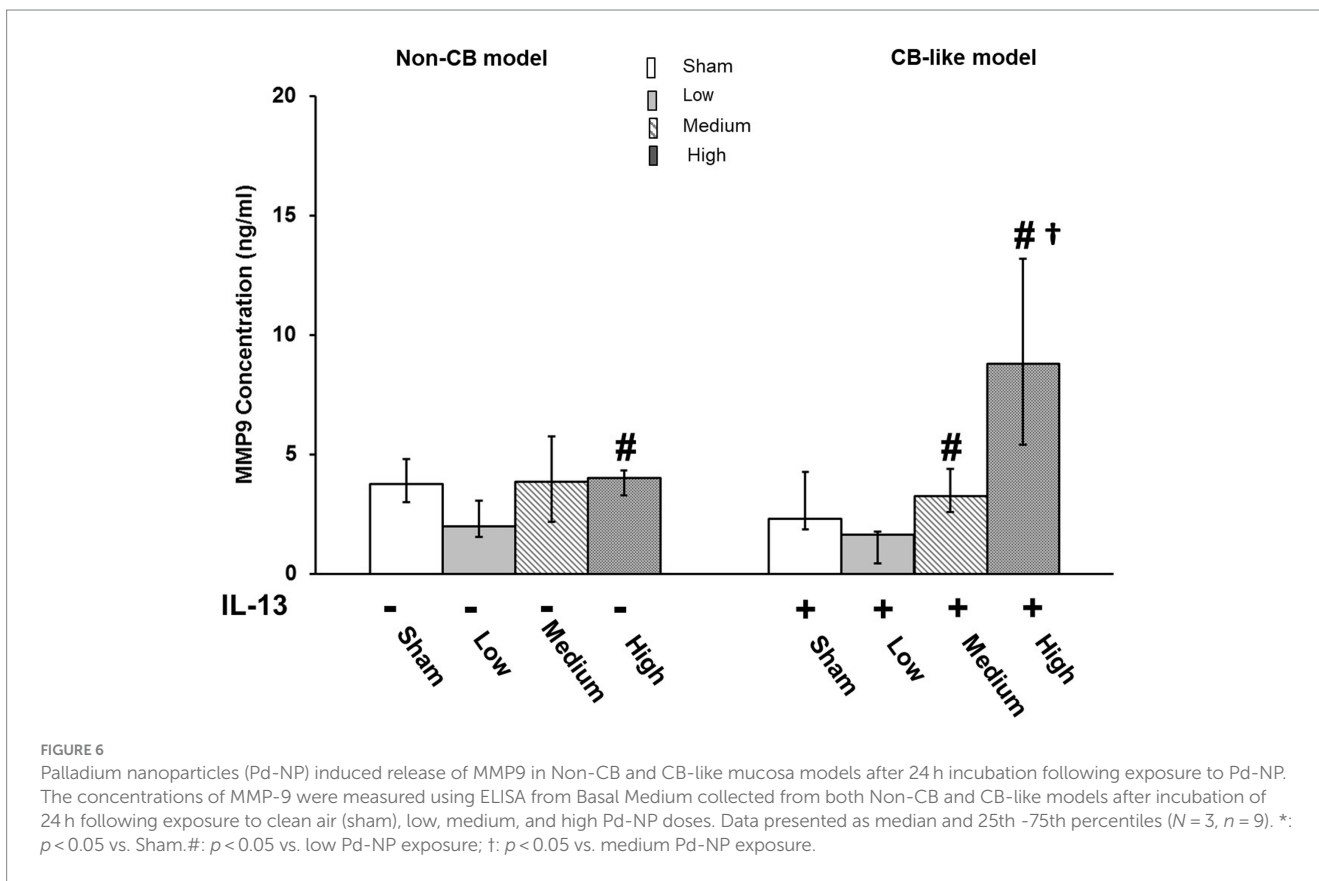 Non-CB model
CB-like model
Sham
Low
Medium
High
MMP9 Concentration (ng/ml)
20
15
10
5
0
# †
#
#
IL-13
- - - - + + + +
Sham Low Medium High Sham Low Medium High
FIGURE 6
Palladium nanoparticles (Pd-NP) induced release of MMP9 in Non-CB and CB-like mucosa models after 24 h incubation following exposure to Pd-NP.
The concentrations of MMP-9 were measured using ELISA from Basal Medium collected from both Non-CB and CB-like models after incubation of
24 h following exposure to clean air (sham), low, medium, and high Pd-NP doses. Data presented as median and 25th -75th percentiles (N = 3, n = 9). *:
p < 0.05 vs. Sham.#: p < 0.05 vs. low Pd-NP exposure; †: p < 0.05 vs. medium Pd-NP exposure.